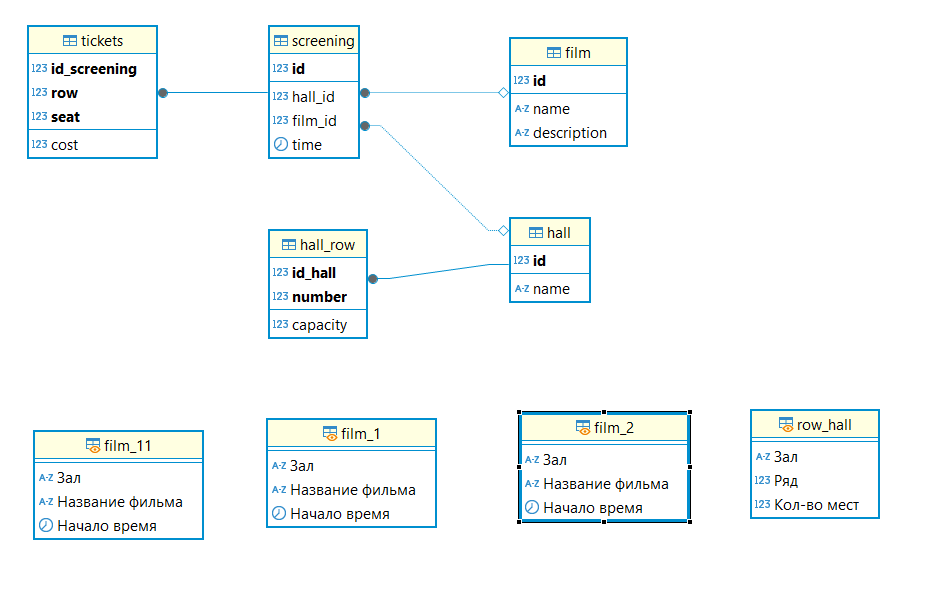 tickets
123 id_screening
123 row
123 seat
123 cost
screening
123 id
123 hall_id
123 film_id
time
film
123 id
A-Z name
A-Z description
hall_row
123 id_hall
123 number
123 capacity
hall
123 id
A-Z name
film_11
A-Z Зал
A-Z Название фильма
Начало время
film_1
A-Z Зал
A-Z Название фильма
Начало время
film_2
A-Z Зал
A-Z Название фильма
Начало время
row_hall
A-Z Зал
123 Ряд
123 Кол-во мест